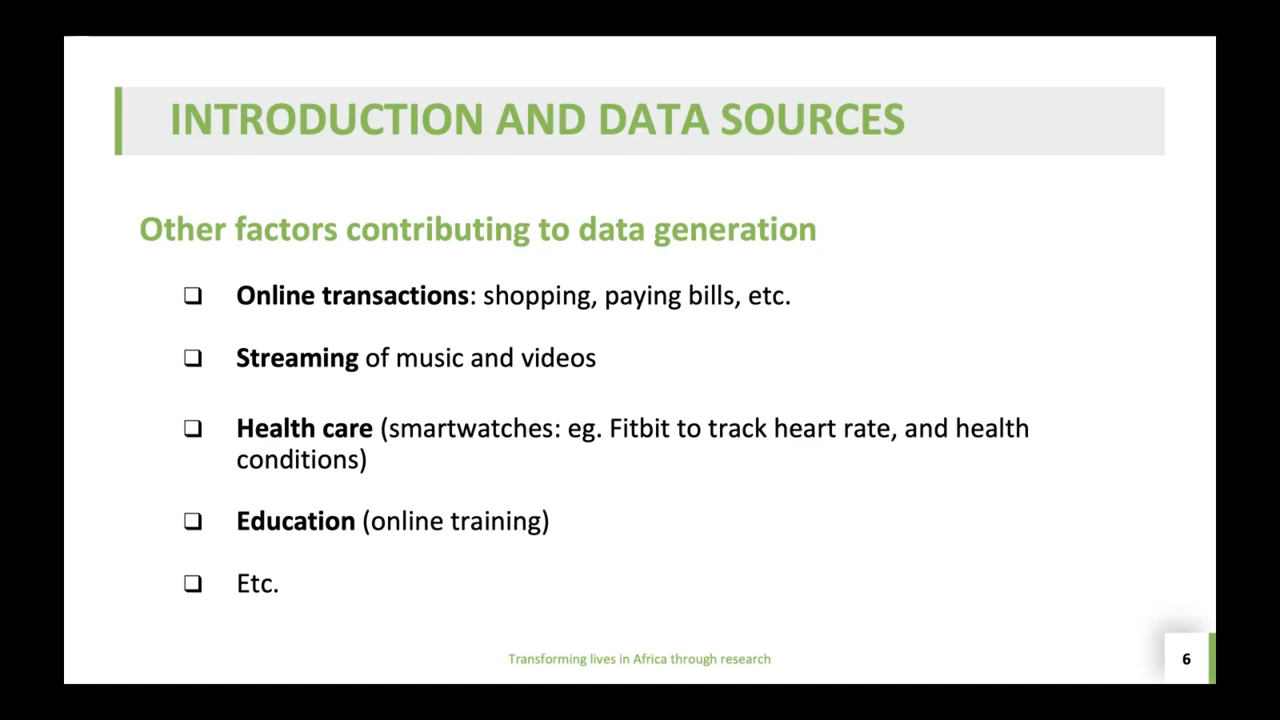 INTRODUCTION AND DATA SOURCES
Other factors contributing to data generation
❑ Online transactions: shopping, paying bills, etc.
❑ Streaming of music and videos
❑ Health care (smartwatches: eg. Fitbit to track heart rate, and health
conditions)
❑ Education (online training)
❑ Etc.
Transforming lives in Africa through research
6